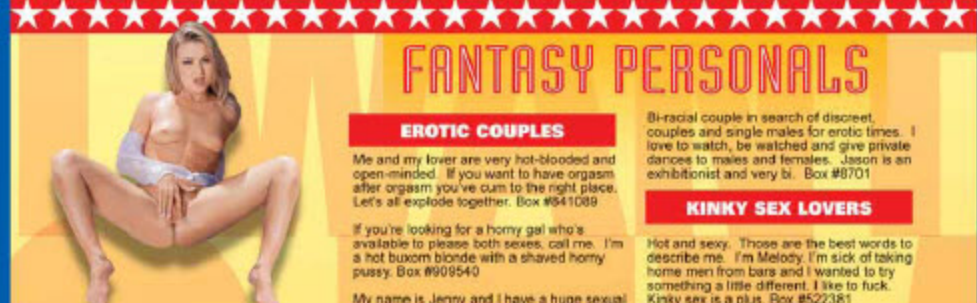 FANTASY PERSONALS
EROTIC COUPLES
Me and my lover are very hot-blooded and
open-minded. If you want to have orgasm
after orgasm you've cum to the right place.
Let's all explode together. Box #841089
If you're looking for a horny gal who's
available to please both sexes, call me. I'm
a hot buxom blonde with a shaved horny
pussy. Box #909540
My name is Jenny and I have a huge sexual
Bi-racial couple in search of discreet,
couples and single males for erotic times. I
love to watch, be watched and give private
dances to males and females. Jason is an
exhibitionist and very bi. Box #8701
KINKY SEX LOVERS
Hot and sexy. Those are the best words to
describe me. I'm Melody. I'm sick of taking
home men from bars and I wanted to try
something a little different. I like to fuck.
Kinky sex is a plus. Box #522381